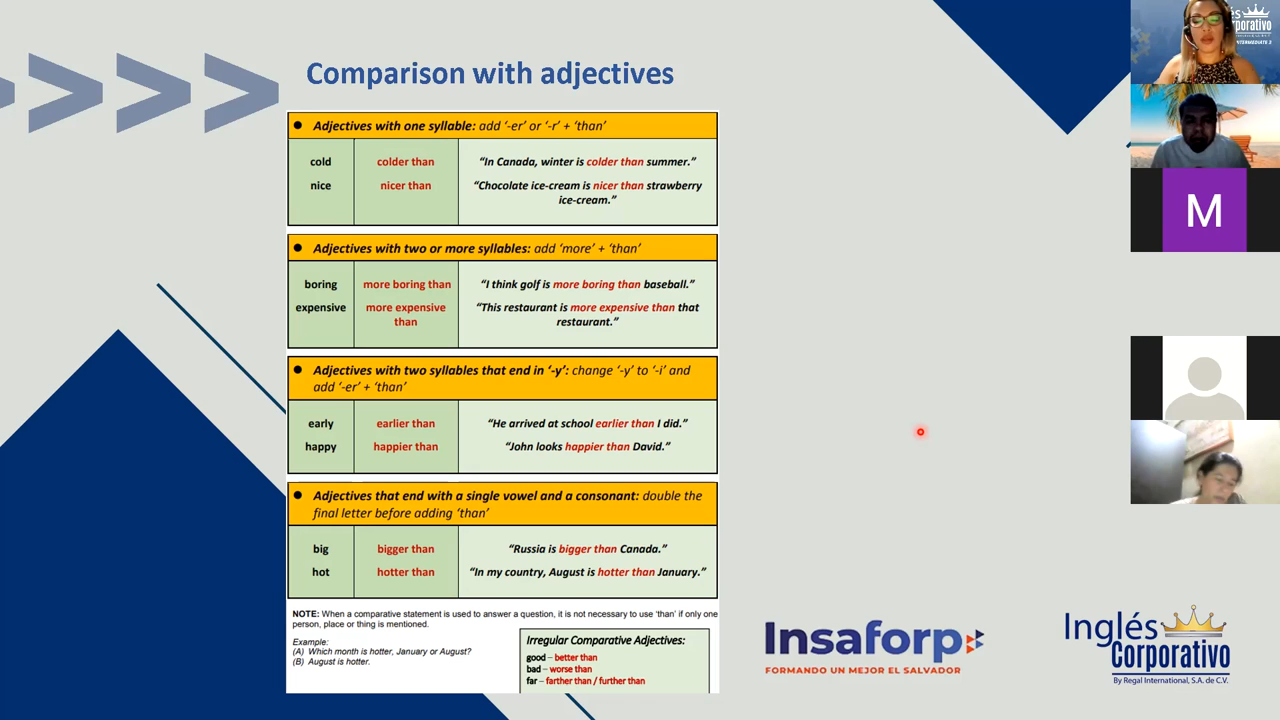 Comparison with adjectives
● Adjectives with one syllable: add ‘-er’ or ‘-r’ + ‘than’
cold colder than “In Canada, winter is colder than summer.”
nice nicer than “Chocolate ice-cream is nicer than strawberry
ice-cream.”
● Adjectives with two or more syllables: add ‘more’ + ‘than’
boring more boring than “I think golf is more boring than baseball.”
expensive more expensive than “This restaurant is more expensive than that
restaurant.”
● Adjectives with two syllables that end in ‘-y’: change ‘-y’ to ‘-i’ and
add ‘-er’ + ‘than’
early earlier than “He arrived at school earlier than I did.”
happy happier than “John looks happier than David.”
● Adjectives that end with a single vowel and a consonant: double the
final letter before adding ‘than’
big bigger than “Russia is bigger than Canada.”
hot hotter than “In my country, August is hotter than January.”
NOTE: When a comparative statement is used to answer a question, it is not necessary to use ‘than’ if only one
person, place or thing is mentioned.
Example:
(A) Which month is hotter, January or August?
(B) August is hotter.
Irregular Comparative Adjectives:
good – better than
bad – worse than
far – farther than / further than
Insaforp
FORMANDO UN MEJOR EL SALVADOR
Inglés
Corporativo
By Regal International, S.A. de C.V.
M